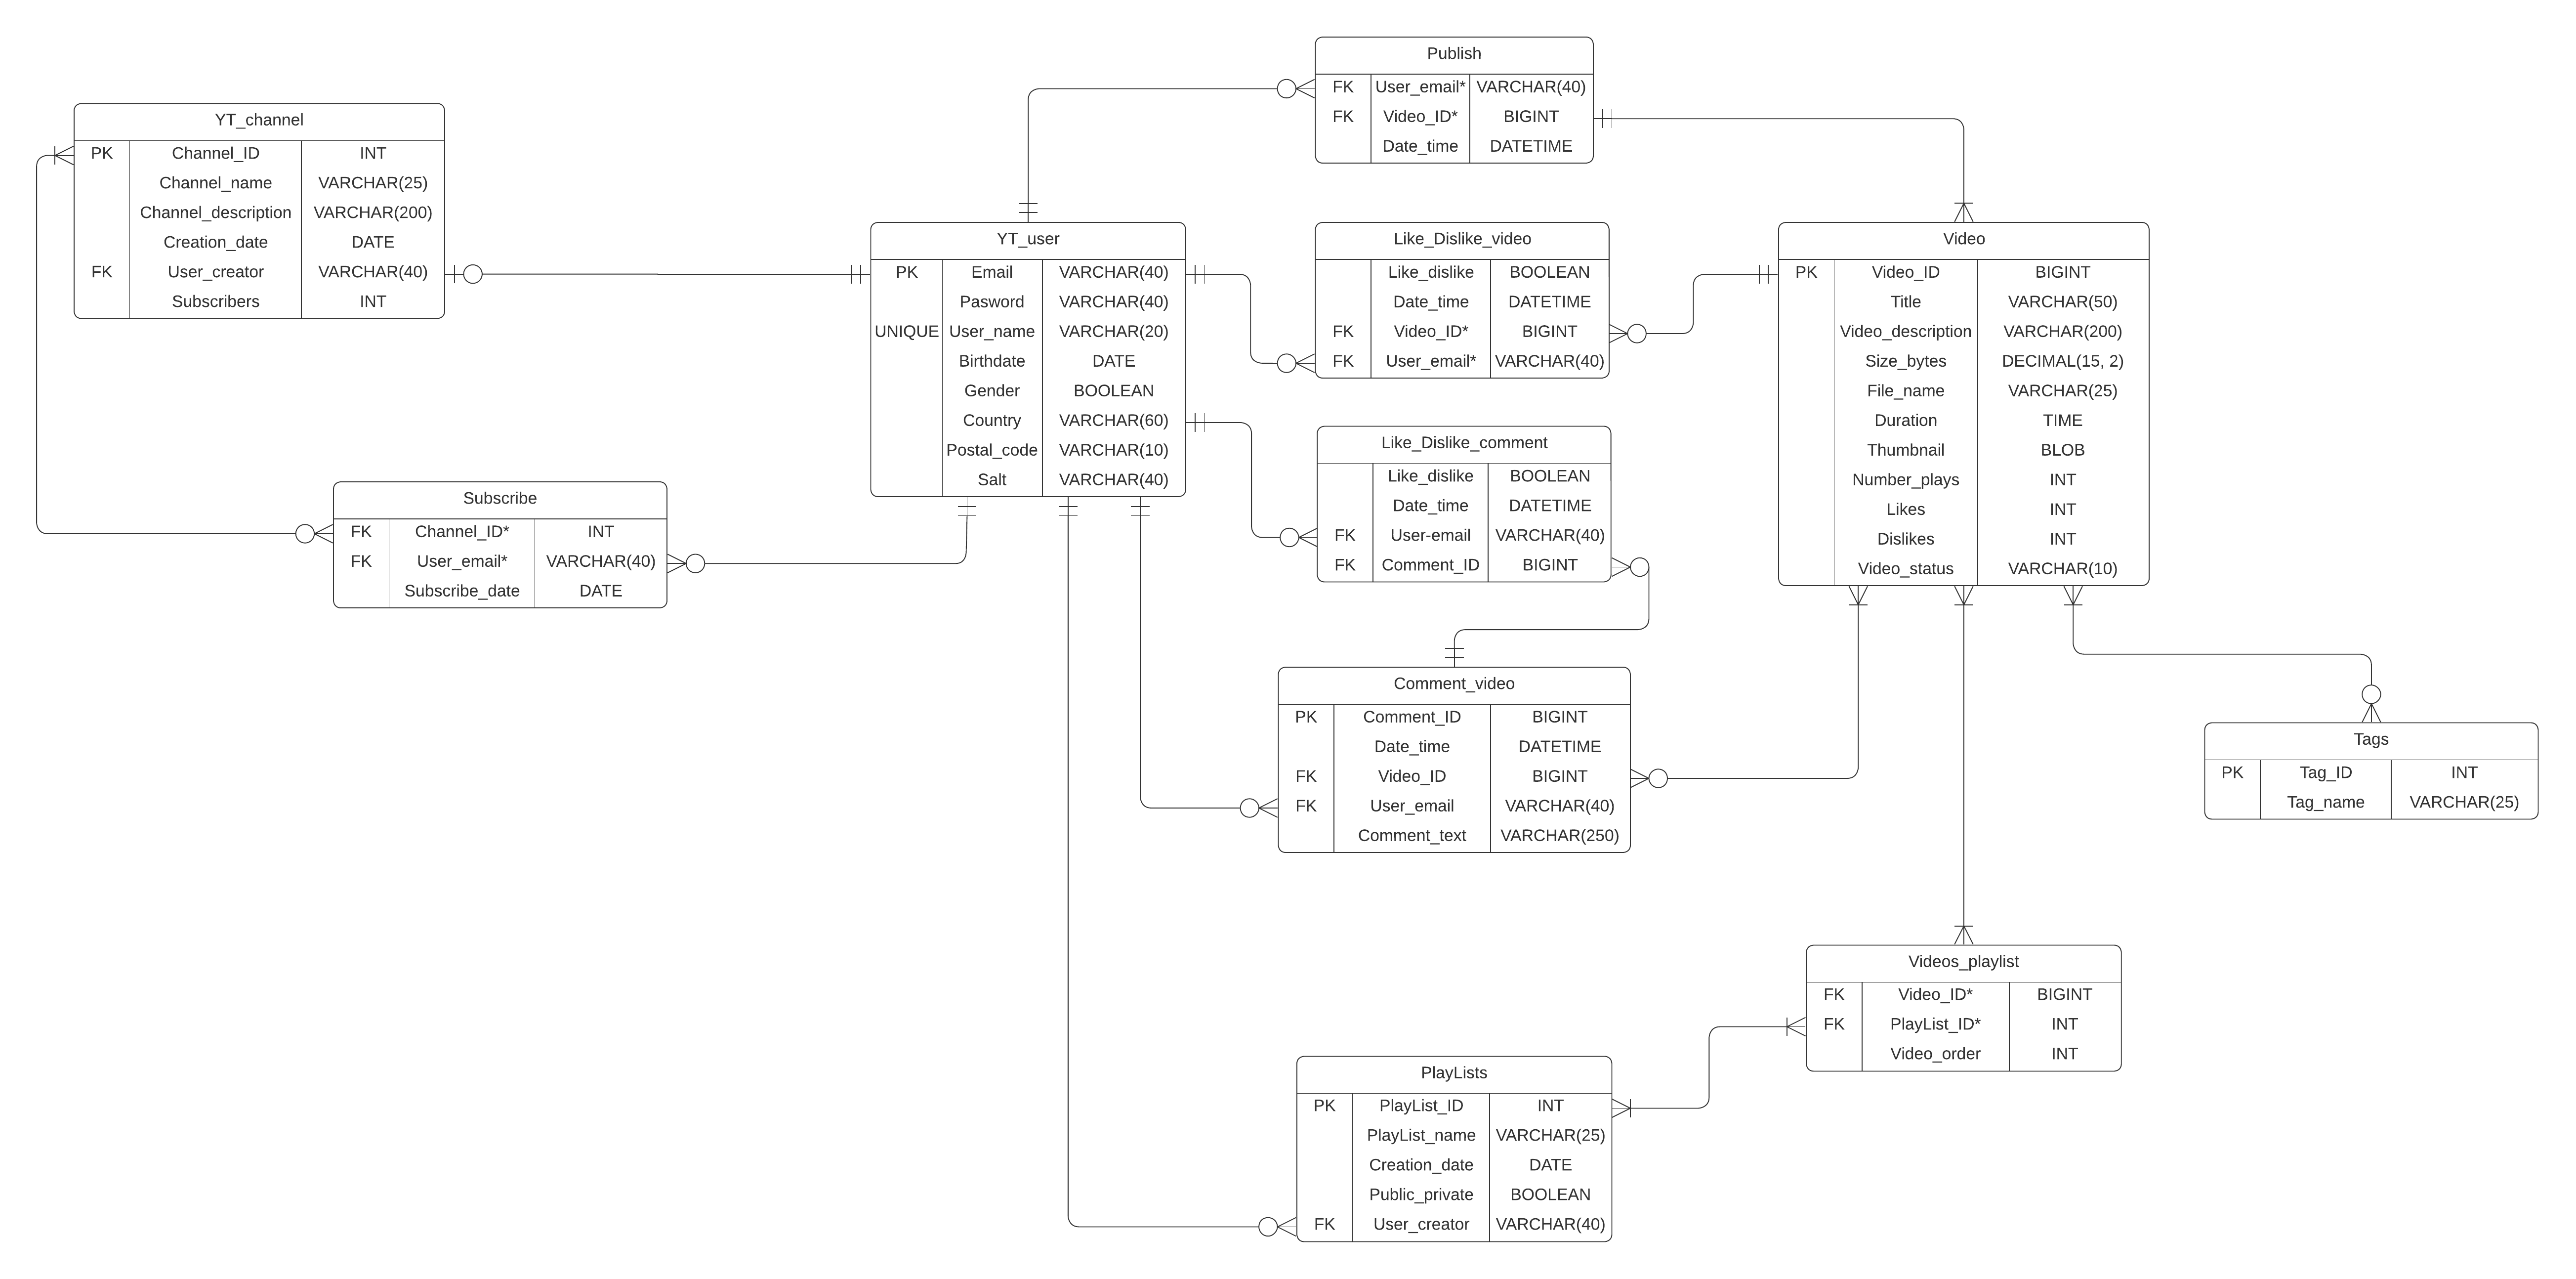 Publish
FK User_email* VARCHAR(40)
FK Video_ID* BIGINT
Date_time DATETIME
YT_channel
PK Channel_ID INT
Channel_name VARCHAR(25)
Channel_description VARCHAR(200)
Creation_date DATE
FK User_creator VARCHAR(40)
Subscribers INT
YT_user
PK Email VARCHAR(40)
Pasword VARCHAR(40)
UNIQUE User_name VARCHAR(20)
Birthdate DATE
Gender BOOLEAN
Country VARCHAR(60)
Postal_code VARCHAR(10)
Salt VARCHAR(40)
Like_Dislike_video
Like_dislike BOOLEAN
Date_time DATETIME
FK Video_ID* BIGINT
FK User_email* VARCHAR(40)
Video
PK Video_ID BIGINT
Title VARCHAR(50)
Video_description VARCHAR(200)
Size_bytes DECIMAL(15, 2)
File_name VARCHAR(25)
Duration TIME
Thumbnail BLOB
Number_plays INT
Likes INT
Dislikes INT
Video_status VARCHAR(10)
Like_Dislike_comment
Like_dislike BOOLEAN
Date_time DATETIME
FK User-email VARCHAR(40)
FK Comment_ID BIGINT
Subscribe
FK Channel_ID* INT
FK User_email* VARCHAR(40)
Subscribe_date DATE
Comment_video
PK Comment_ID BIGINT
Date_time DATETIME
FK Video_ID BIGINT
FK User_email VARCHAR(40)
Comment_text VARCHAR(250)
Tags
PK Tag_ID INT
Tag_name VARCHAR(25)
Videos_playlist
FK Video_ID* BIGINT
FK PlayList_ID* INT
Video_order INT
PlayLists
PK PlayList_ID INT
PlayList_name VARCHAR(25)
Creation_date DATE
Public_private BOOLEAN
FK User_creator VARCHAR(40)